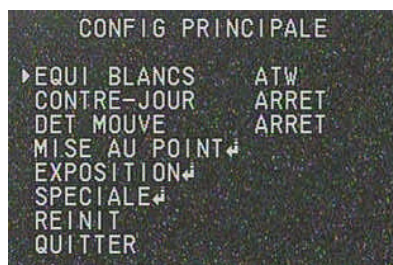 CONFIG PRINCIPALE
▶EQUI BLANCS ATW
CONTRE-JOUR ARRET
DET MOUVE ARRET
MISE AU POINT↲
EXPOSITION↲
SPECIALE↲
REINIT
QUITTER